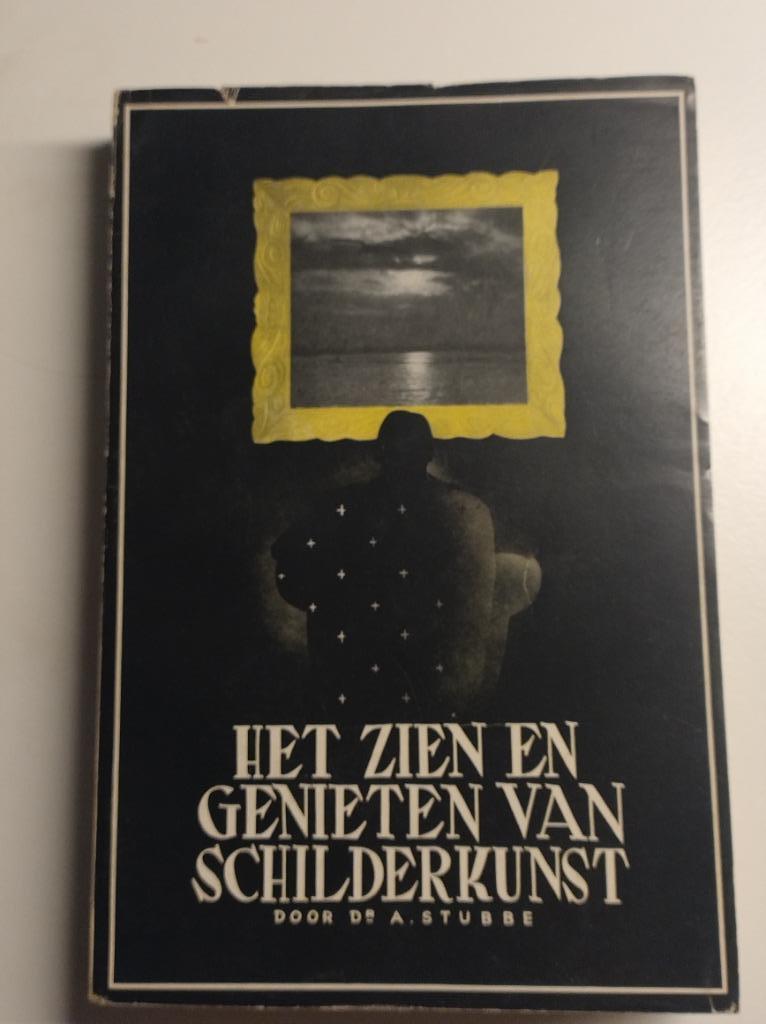 HET ZIEN EN
GENIETEN VAN
SCHILDERKUNST
DOOR DR A. STUBBE